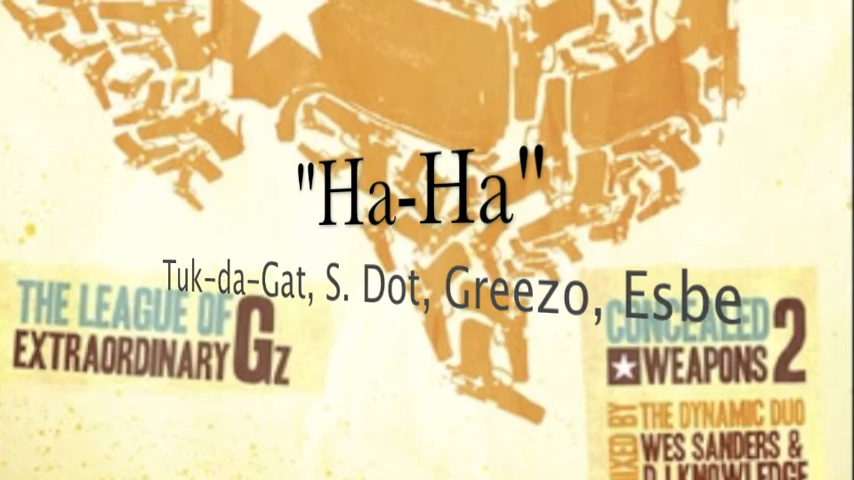 "Ha-Ha"
Tuk-da-Gat, S. Dot, Greezo, Esbe
THE LEAGUE OF
EXTRAORDINARY Gz
CONCEALED
WEAPONS 2
MIXED BY THE DYNAMIC DUO
WES SANDERS &
DJ KNOWLEDGE